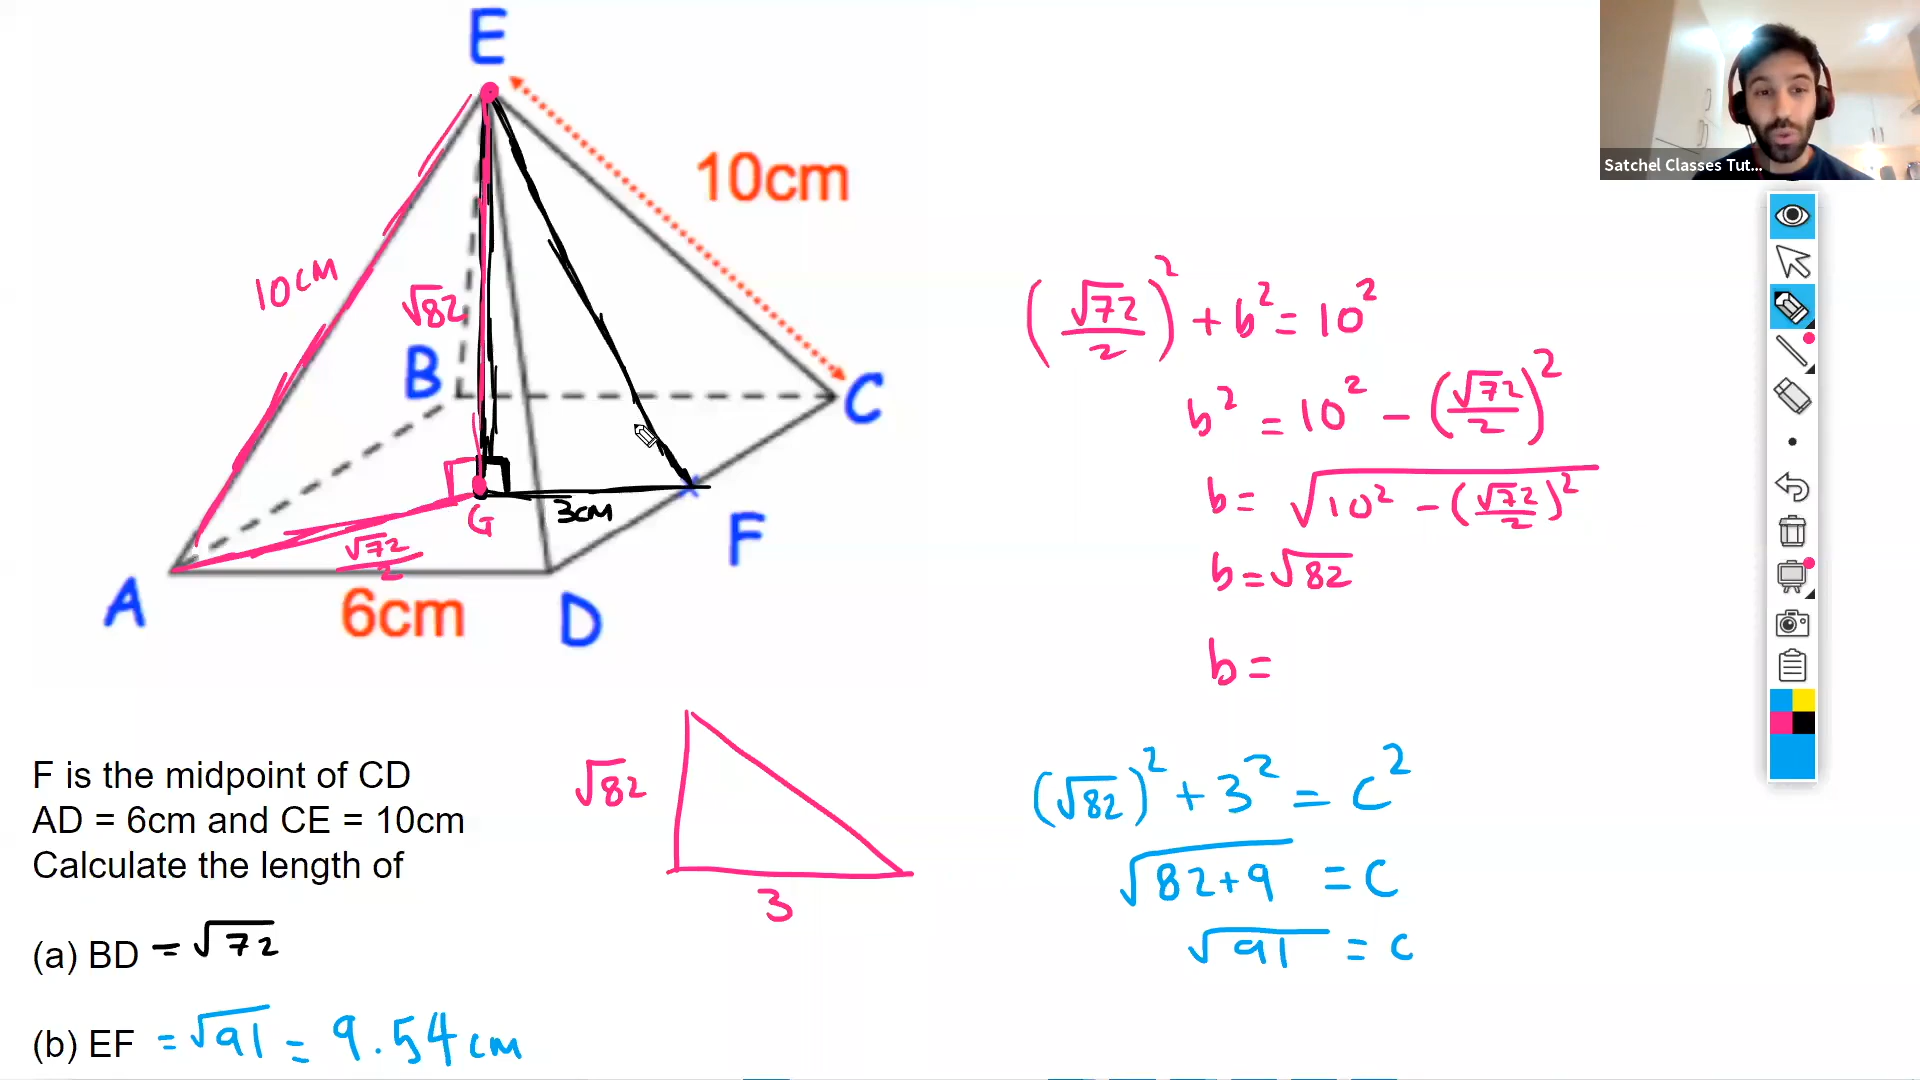 E
10cm
10cm
√82
B
C
G
3cm
F
√72/2
A
6cm
D
F is the midpoint of CD
AD = 6cm and CE = 10cm
Calculate the length of
(a) BD = √72
(b) EF = √91 = 9.54cm
√82
3
(√72/2)² + b² = 10²
b² = 10² - (√72/2)²
b = √10² - (√72/2)²
b = √82
b =
(√82)² + 3² = c²
√82+9 = c
√91 = c
Satchel Classes Tut...